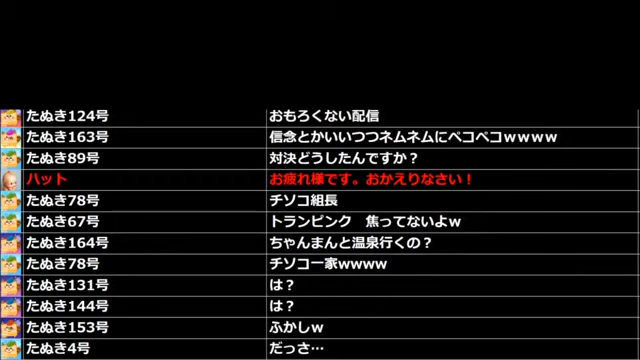 たぬき124号 おもろくない配信
たぬき163号 信念とかいいつつネムネムにペコペコｗｗｗｗ
たぬき89号 対決どうしたんですか？
ハット お疲れ様です。おかえりなさい！
たぬき78号 チソコ組長
たぬき67号 トランピンク　焦ってないよｗ
たぬき164号 ちゃんまんと温泉行くの？
たぬき78号 チソコ一家wwww
たぬき131号 は？
たぬき144号 は？
たぬき153号 ふかしｗ
たぬき4号 だっさ…